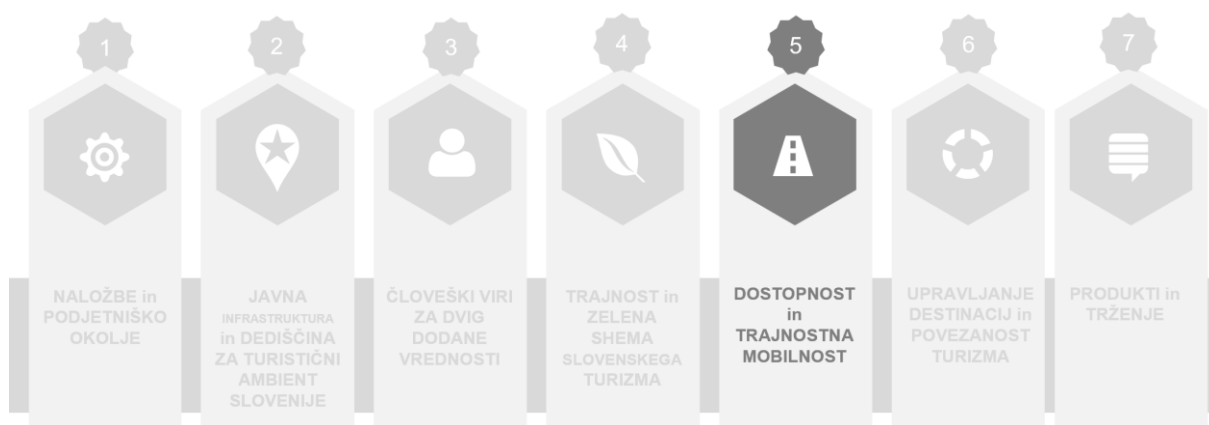 1
NALOŽBE in
PODJETNIŠKO
OKOLJE
2
JAVNA
INFRASTRUKTURA
in DEDIŠČINA
ZA TURISTIČNI
AMBIENT
SLOVENIJE
3
ČLOVEŠKI VIRI
ZA DVIG
DODANE
VREDNOSTI
4
TRAJNOST in
ZELENA
SHEMA
SLOVENSKEGA
TURIZMA
5
DOSTOPNOST
in
TRAJNOSTNA
MOBILNOST
6
UPRAVLJANJE
DESTINACIJ in
POVEZANOST
TURIZMA
7
PRODUKTI in
TRŽENJE